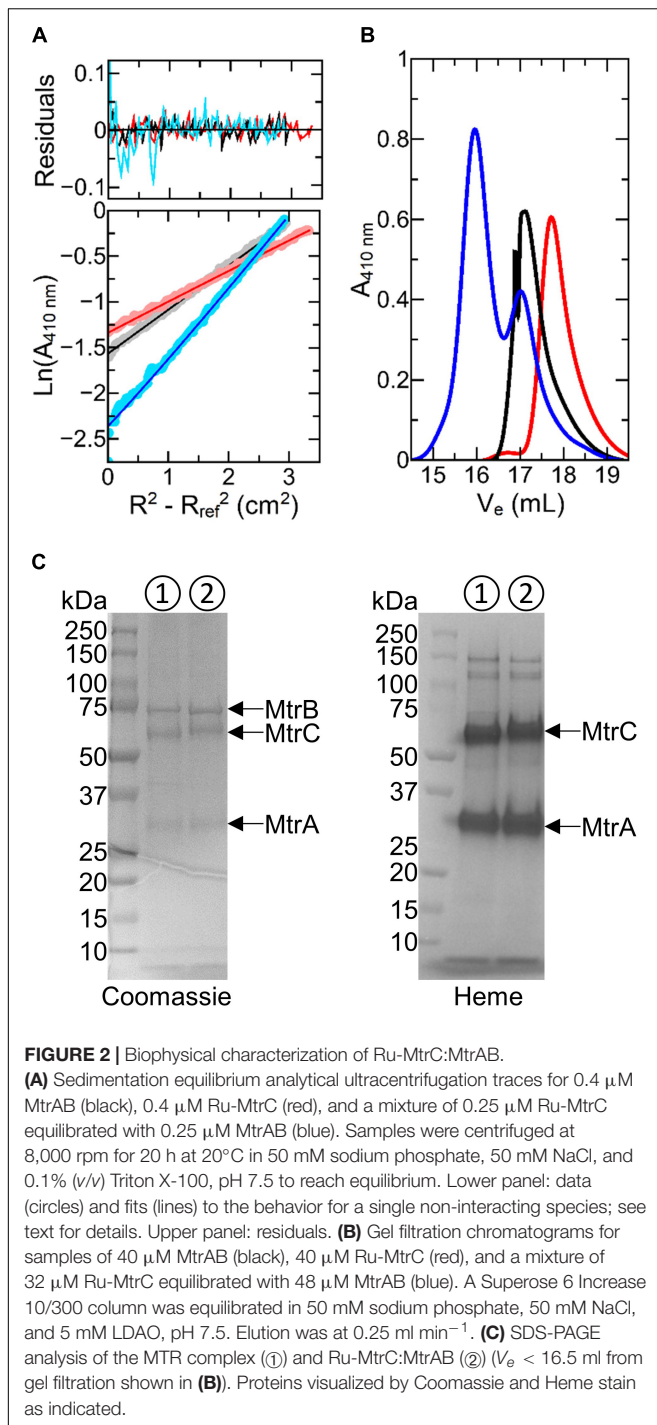 A
Residuals
0.1
0
−0.1
Ln(A410 nm)
0
−0.5
−1.0
−1.5
−2.0
−2.5
0 1 2 3
R² - Rref² (cm²)
B
A410 nm
1
0.8
0.6
0.4
0.2
0
15 16 17 18 19
Ve (mL)
C
kDa ① ②
250
150
100
75
50
37
25
20
15
10
MtrB
MtrC
MtrA
Coomassie
kDa ① ②
250
150
100
75
50
37
25
20
15
10
MtrC
MtrA
Heme
FIGURE 2 | Biophysical characterization of Ru-MtrC:MtrAB.
(A) Sedimentation equilibrium analytical ultracentrifugation traces for 0.4 μM
MtrAB (black), 0.4 μM Ru-MtrC (red), and a mixture of 0.25 μM Ru-MtrC
equilibrated with 0.25 μM MtrAB (blue). Samples were centrifuged at
8,000 rpm for 20 h at 20°C in 50 mM sodium phosphate, 50 mM NaCl, and
0.1% (v/v) Triton X-100, pH 7.5 to reach equilibrium. Lower panel: data
(circles) and fits (lines) to the behavior for a single non-interacting species; see
text for details. Upper panel: residuals. (B) Gel filtration chromatograms for
samples of 40 μM MtrAB (black), 40 μM Ru-MtrC (red), and a mixture of
32 μM Ru-MtrC equilibrated with 48 μM MtrAB (blue). A Superose 6 Increase
10/300 column was equilibrated in 50 mM sodium phosphate, 50 mM NaCl,
and 5 mM LDAO, pH 7.5. Elution was at 0.25 ml min⁻¹. (C) SDS-PAGE
analysis of the MTR complex (①) and Ru-MtrC:MtrAB (②) (Ve < 16.5 ml from
gel filtration shown in (B)). Proteins visualized by Coomassie and Heme stain
as indicated.